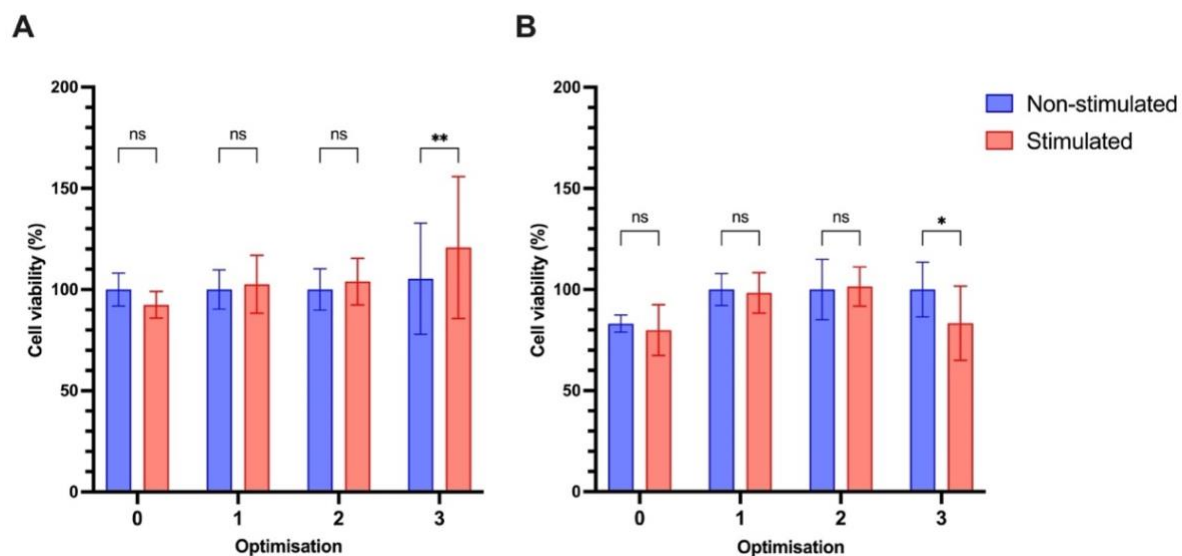 A
B
200
150
100
50
0
Cell viability (%)
ns
ns
ns
**
0
1
2
3
Optimisation
200
150
100
50
0
Cell viability (%)
ns
ns
ns
*
0
1
2
3
Optimisation
Non-stimulated
Stimulated